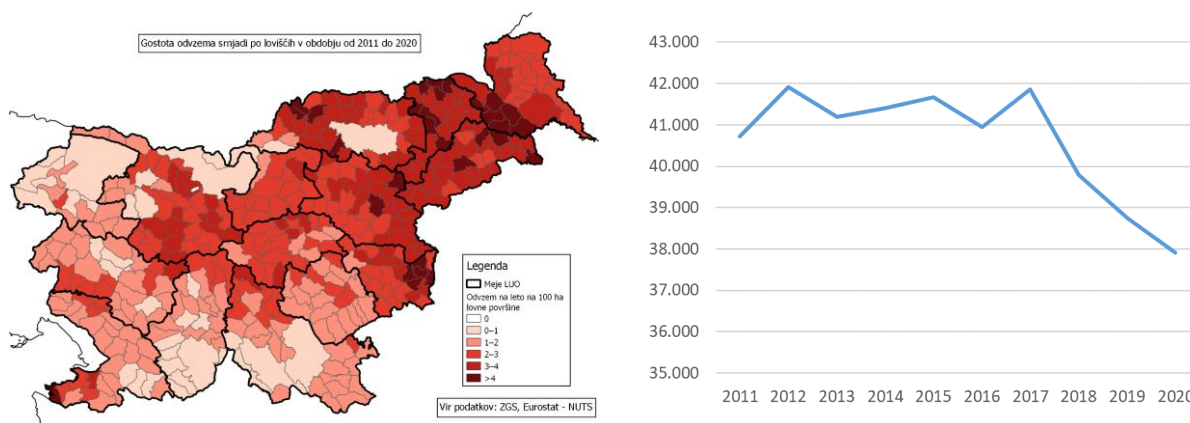 Gostota odvzema srnjadi po loviščih v obdobju od 2011 do 2020
Legenda
Meje LUO
Odvzem na leto na 100 ha
lovne površine
0
0–1
1–2
2–3
3–4
>4
Vir podatkov: ZGS, Eurostat - NUTS
43.000
42.000
41.000
40.000
39.000
38.000
37.000
36.000
35.000
2011 2012 2013 2014 2015 2016 2017 2018 2019 2020